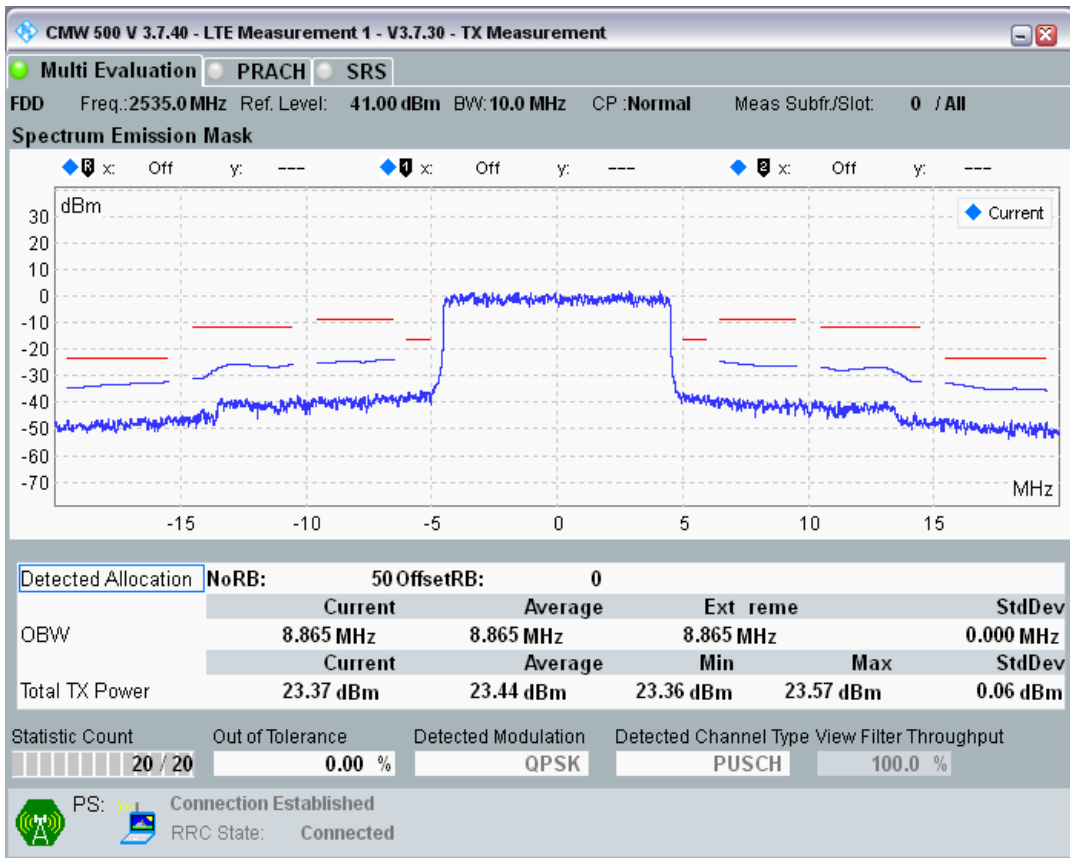 CMW 500 V 3.7.40 - LTE Measurement 1 - V3.7.30 - TX Measurement
Multi Evaluation PRACH SRS
FDD Freg.:2535.0 MHz Ref. Level: 41.00 dBm BW: 10.0 MHz CP :Normal Meas Subfr./Slot: 0 / All
Spectrum Emission Mask
R x: Off y: --- 1 x: Off y: --- 2 x: Off y: ---
dBm
Current
30
20
10
0
-10
-20
-30
-40
-50
-60
-70
MHz
-15 -10 -5 0 5 10 15
Detected Allocation NoRB: 50 OffsetRB: 0
Current Average Ext reme StdDev
OBW 8.865 MHz 8.865 MHz 8.865 MHz 0.000 MHz
Current Average Min Max StdDev
Total TX Power 23.37 dBm 23.44 dBm 23.36 dBm 23.57 dBm 0.06 dBm
Statistic Count Out of Tolerance Detected Modulation Detected Channel Type View Filter Throughput
20 / 20 0.00 % QPSK PUSCH 100.0 %
PS: Connection Established
RRC State: Connected